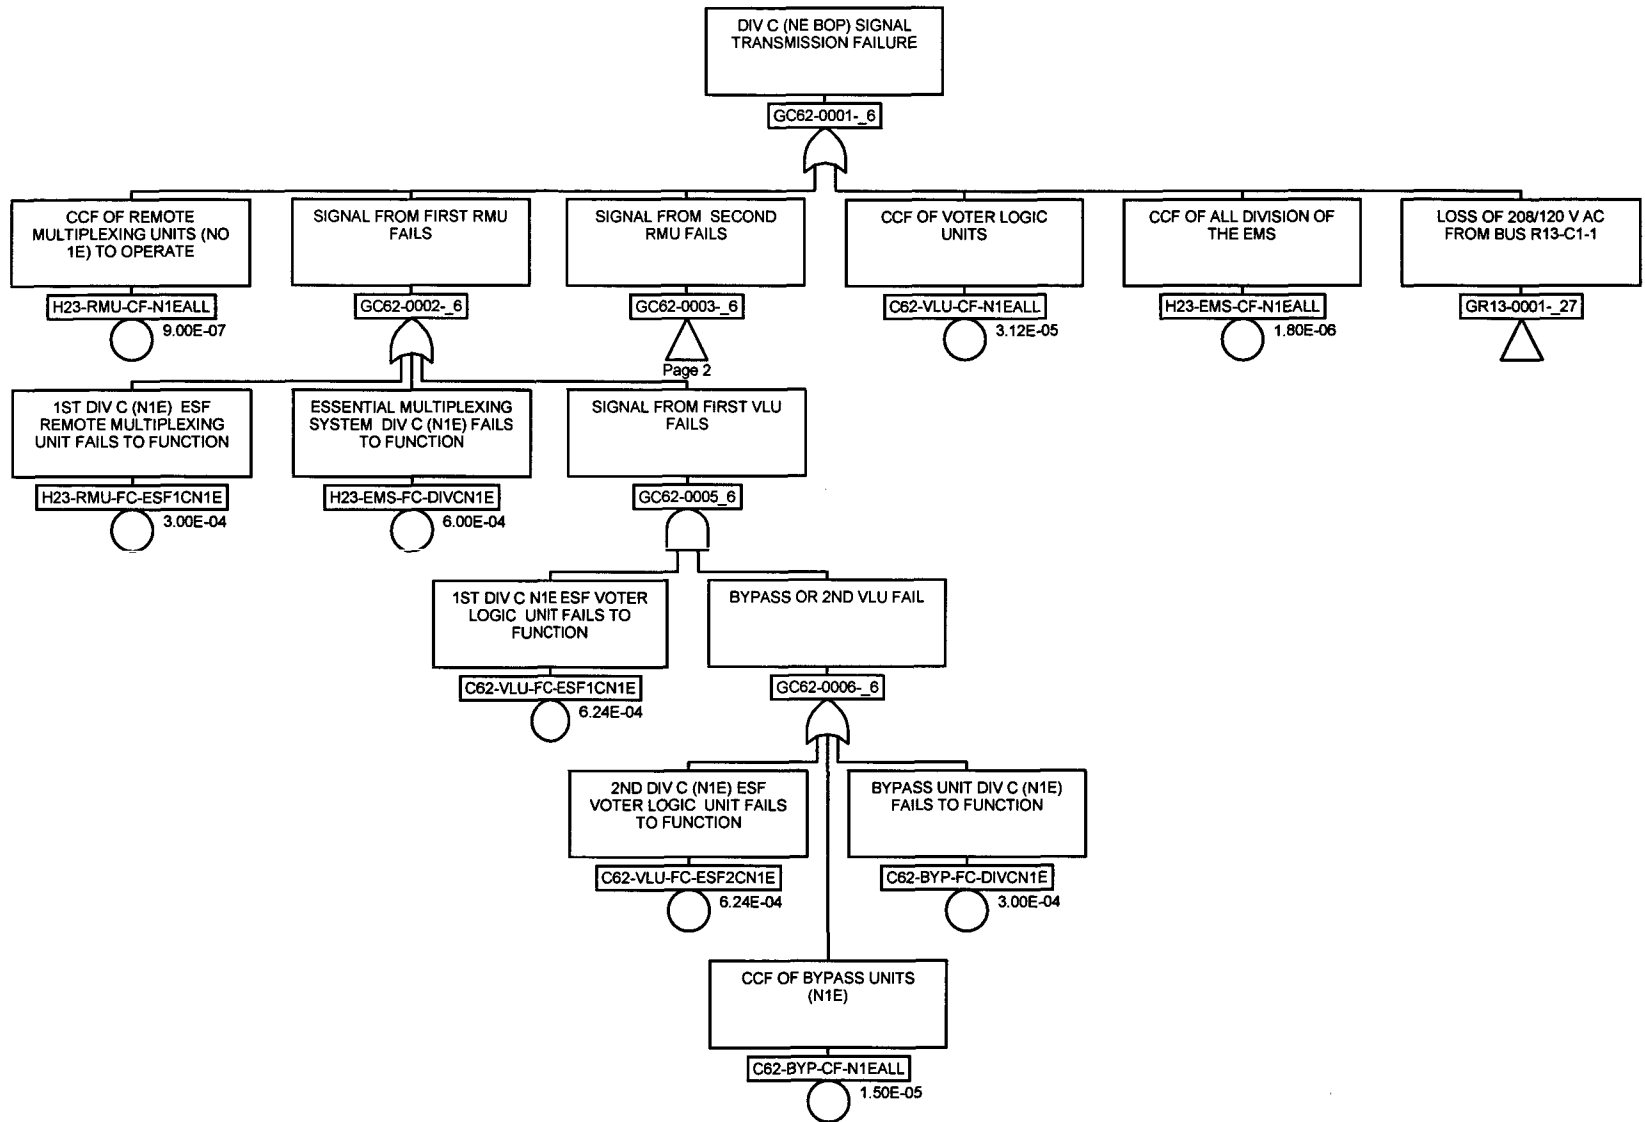 DIV C (NE BOP) SIGNAL
TRANSMISSION FAILURE
GC62-0001-_6
CCF OF REMOTE
MULTIPLEXING UNITS (NO
1E) TO OPERATE
H23-RMU-CF-N1EALL
9.00E-07
SIGNAL FROM FIRST RMU
FAILS
GC62-0002-_6
SIGNAL FROM SECOND
RMU FAILS
GC62-0003-_6
Page 2
CCF OF VOTER LOGIC
UNITS
C62-VLU-CF-N1EALL
3.12E-05
CCF OF ALL DIVISION OF
THE EMS
H23-EMS-CF-N1EALL
1.80E-06
LOSS OF 208/120 V AC
FROM BUS R13-C1-1
GR13-0001-_27
1ST DIV C (N1E) ESF
REMOTE MULTIPLEXING
UNIT FAILS TO FUNCTION
H23-RMU-FC-ESF1CN1E
3.00E-04
ESSENTIAL MULTIPLEXING
SYSTEM DIV C (N1E) FAILS
TO FUNCTION
H23-EMS-FC-DIVCN1E
6.00E-04
SIGNAL FROM FIRST VLU
FAILS
GC62-0005_6
1ST DIV C N1E ESF VOTER
LOGIC UNIT FAILS TO
FUNCTION
C62-VLU-FC-ESF1CN1E
6.24E-04
BYPASS OR 2ND VLU FAIL
GC62-0006-_6
2ND DIV C (N1E) ESF
VOTER LOGIC UNIT FAILS
TO FUNCTION
C62-VLU-FC-ESF2CN1E
6.24E-04
BYPASS UNIT DIV C (N1E)
FAILS TO FUNCTION
C62-BYP-FC-DIVCN1E
3.00E-04
CCF OF BYPASS UNITS
(N1E)
C62-BYP-CF-N1EALL
1.50E-05